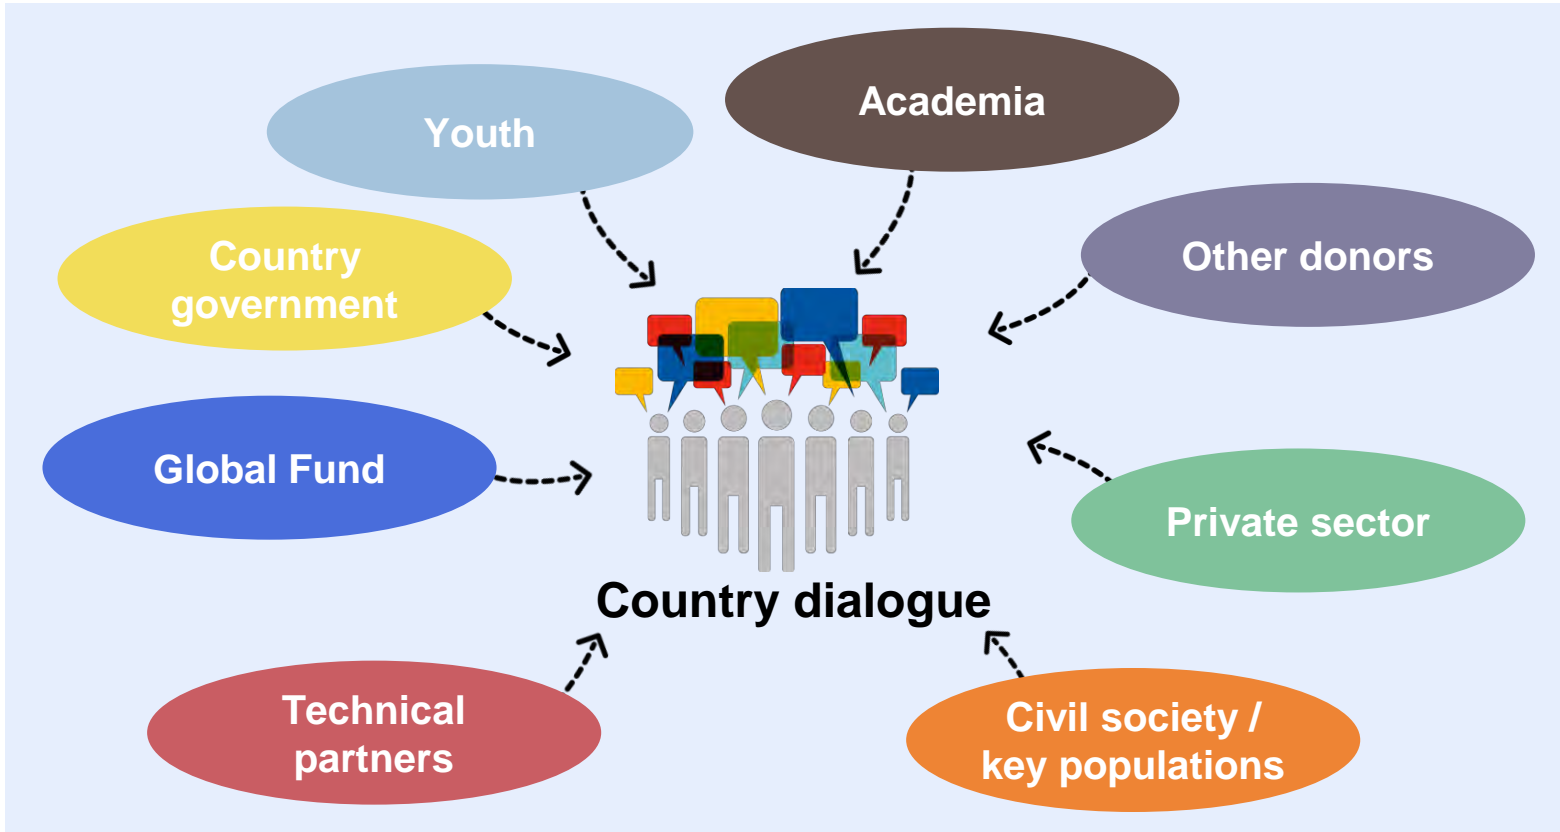 Youth
Academia
Country
government
Other donors
Global Fund
Private sector
Country dialogue
Technical
partners
Civil society /
key populations